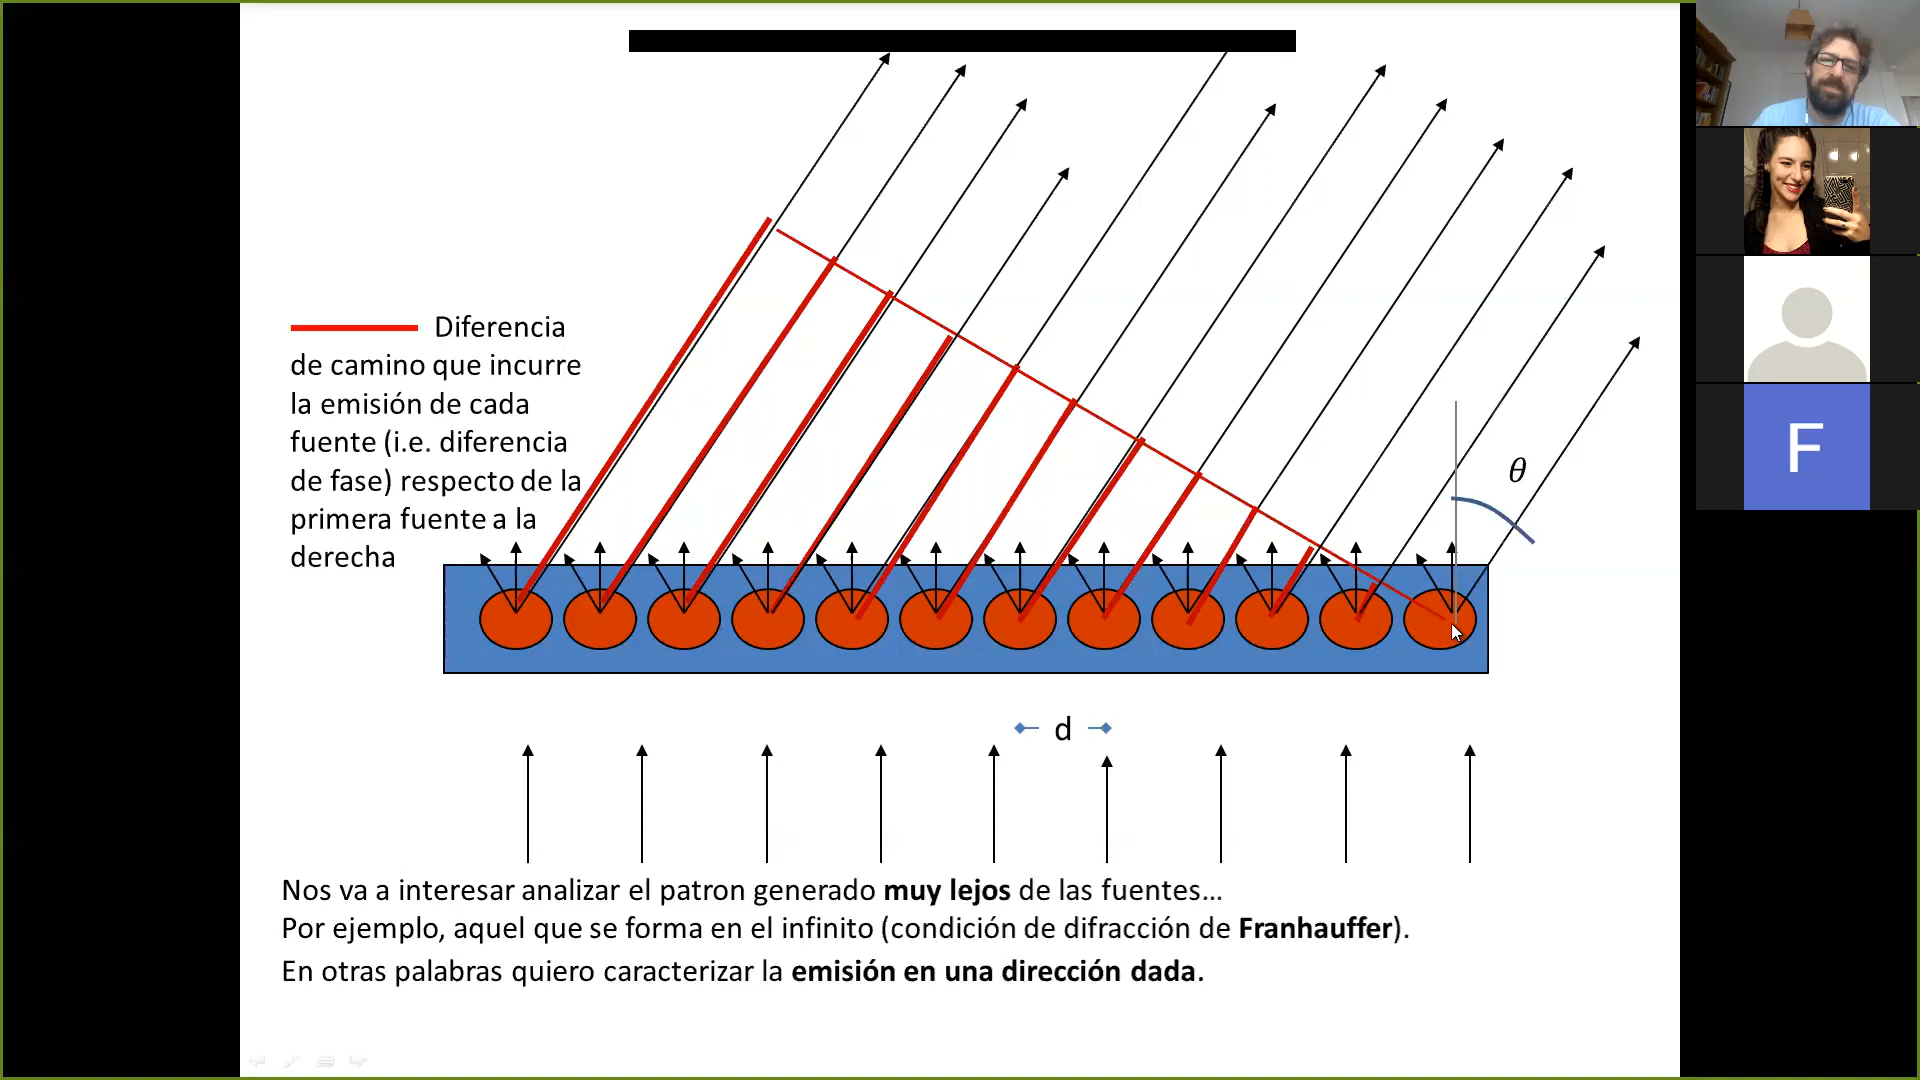 Diferencia
de camino que incurre
la emisión de cada
fuente (i.e. diferencia
de fase) respecto de la
primera fuente a la
derecha
θ
F
d
Nos va a interesar analizar el patron generado muy lejos de las fuentes...
Por ejemplo, aquel que se forma en el infinito (condición de difracción de Franhauffer).
En otras palabras quiero caracterizar la emisión en una dirección dada.